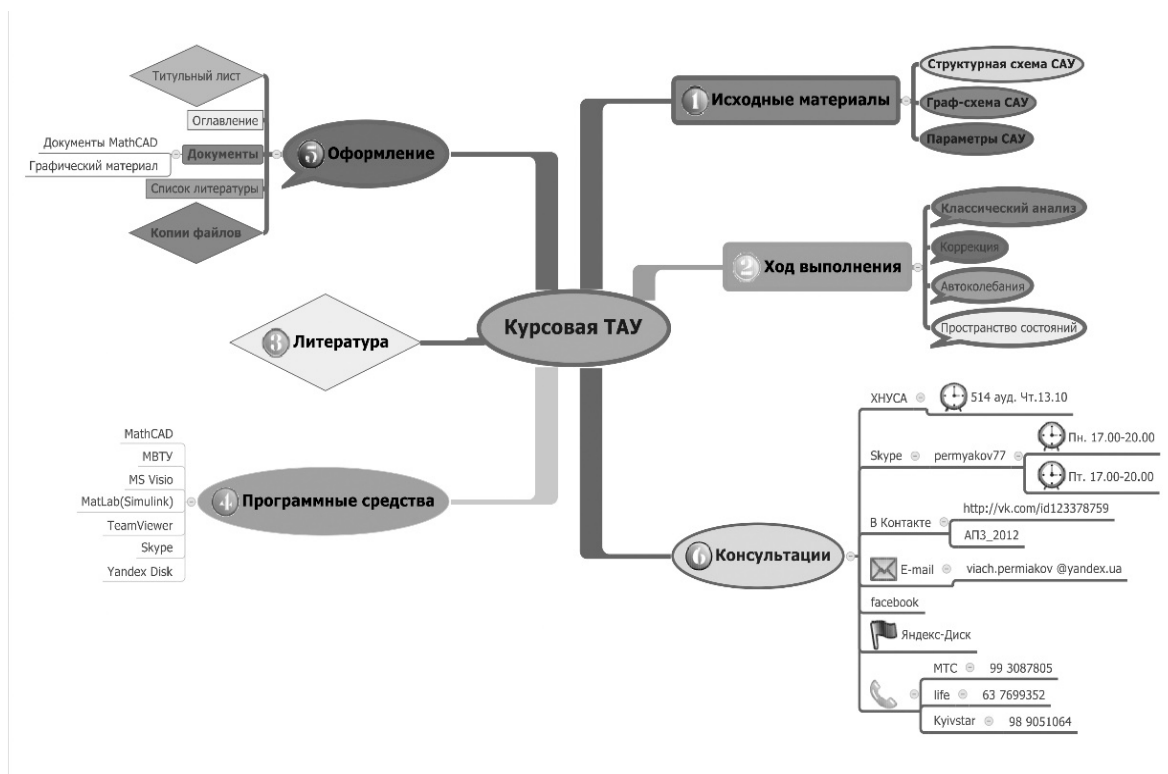 Курсовая ТАУ
1 Исходные материалы
Структурная схема САУ
Граф-схема САУ
Параметры САУ
2 Ход выполнения
Классический анализ
Коррекция
Автоколебания
Пространство состояний
3 Литература
4 Программные средства
MathCAD
МВТУ
MS Visio
MatLab(Simulink)
TeamViewer
Skype
Yandex Disk
5 Оформление
Титульный лист
Оглавление
Документы
Документы MathCAD
Графический материал
Список литературы
Копии файлов
6 Консультации
ХНУСА
514 ауд. Чт.13.10
Skype
permyakov77
Пн. 17.00-20.00
Пт. 17.00-20.00
В Контакте
http://vk.com/id123378759
АПЗ_2012
E-mail
viach.permiakov @yandex.ua
facebook
Яндекс-Диск
МТС 99 3087805
life 63 7699352
Kyivstar 98 9051064